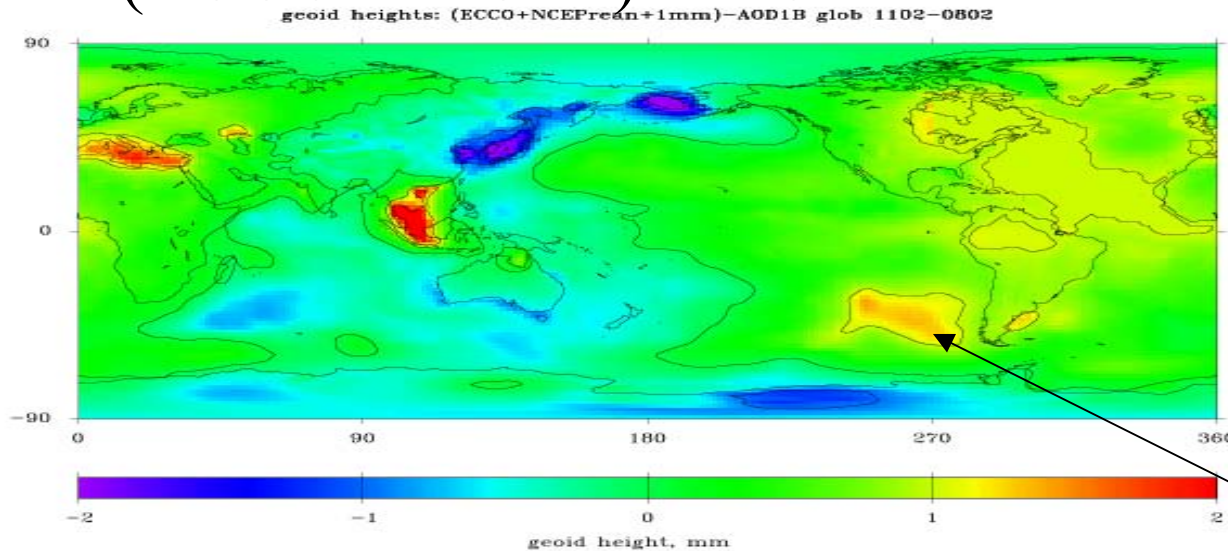 geoid heights: (ECCO+NCEPrean+1mm)-AOD1B glob 1102-0802
90
0
-90
0 90 180 270 360
-2 -1 0 1 2
geoid height, mm